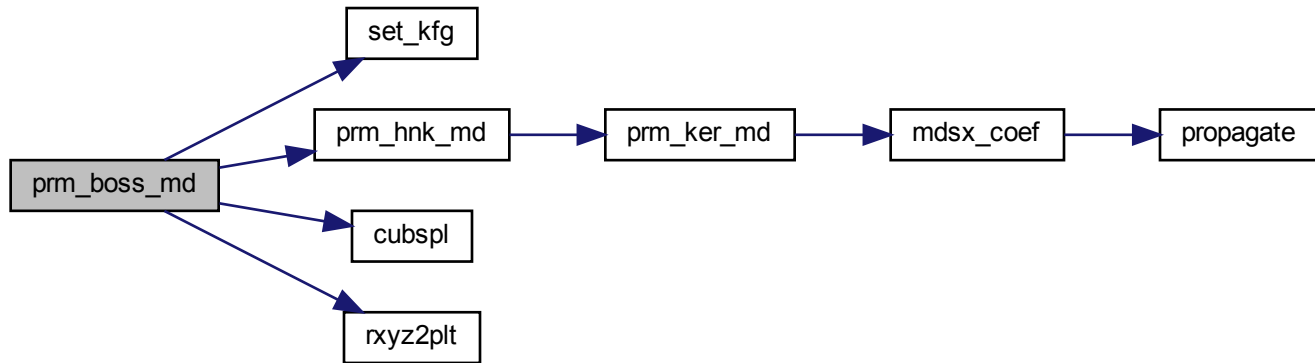 set_kfg
prm_hnk_md
prm_ker_md
mdsx_coef
propagate
prm_boss_md
cubspl
rxyz2plt